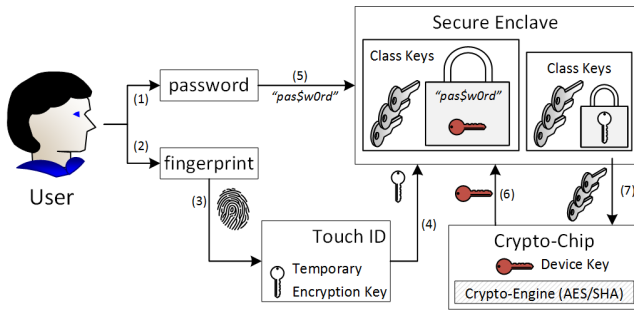 Secure Enclave
Class Keys
Class Keys
"pas$w0rd"
password
(5)
"pas$w0rd"
(1)
(2)
fingerprint
User
(3)
(4)
(6)
(7)
Touch ID
Temporary
Encryption Key
Crypto-Chip
Device Key
Crypto-Engine (AES/SHA)